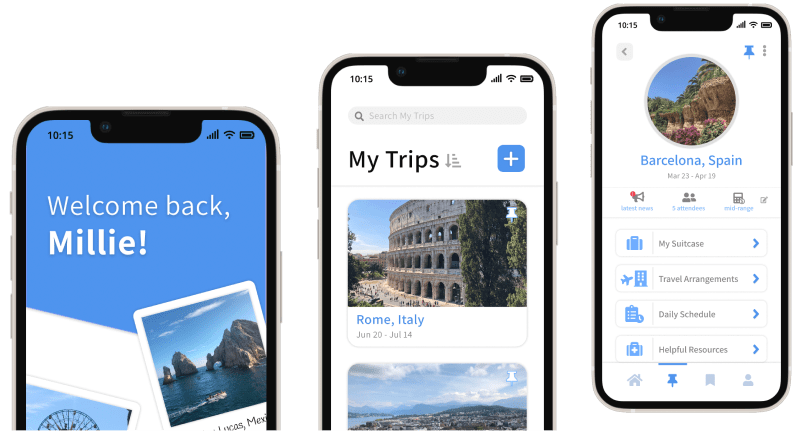 10:15
Welcome back,
Millie!
Lucas, Mexi
10:15
Search My Trips
My Trips
Rome, Italy
Jun 20 - Jul 14
10:15
Barcelona, Spain
Mar 23 - Apr 19
latest news
5 attendees
mid-range
My Suitcase
Travel Arrangements
Daily Schedule
Helpful Resources